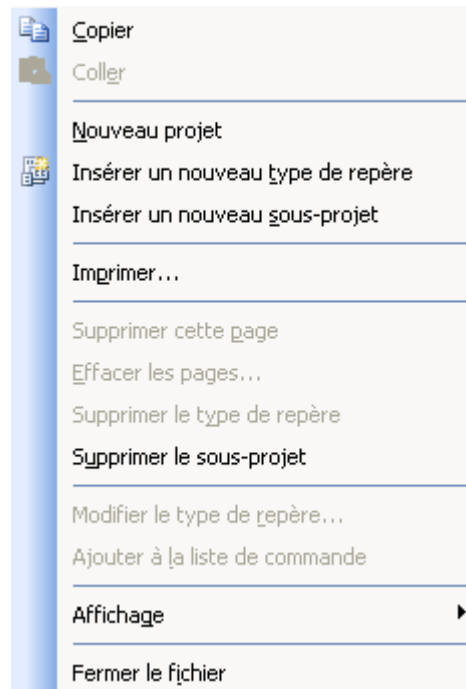 Copier
Coller
Nouveau projet
Insérer un nouveau type de repère
Insérer un nouveau sous-projet
Imprimer...
Supprimer cette page
Effacer les pages...
Supprimer le type de repère
Supprimer le sous-projet
Modifier le type de repère...
Ajouter à la liste de commande
Affichage
Fermer le fichier